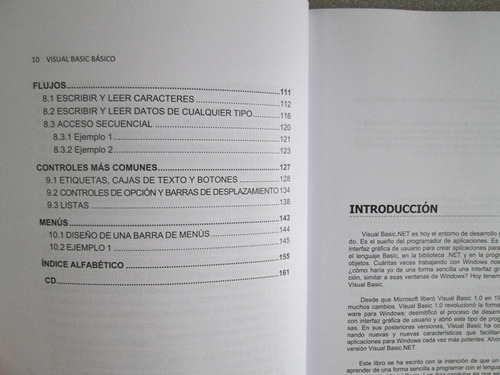 10 VISUAL BASIC BÁSICO
FLUJOS 111
8.1 ESCRIBIR Y LEER CARACTERES 112
8.2 ESCRIBIR Y LEER DATOS DE CUALQUIER TIPO 116
8.3 ACCESO SECUENCIAL 120
8.3.1 Ejemplo 1 121
8.3.2 Ejemplo 2 123
CONTROLES MÁS COMUNES 127
9.1 ETIQUETAS, CAJAS DE TEXTO Y BOTONES 128
9.2 CONTROLES DE OPCIÓN Y BARRAS DE DESPLAZAMIENTO 134
9.3 LISTAS 138
MENÚS 143
10.1 DISEÑO DE UNA BARRA DE MENÚS 144
10.2 EJEMPLO 1 145
ÍNDICE ALFABÉTICO 155
CD 161
INTRODUCCIÓN
Visual Basic.NET es hoy el entorno de desarrollo
do. Es el sueño del programador de aplicaciones. Es
interfaz gráfica de usuario para crear aplicaciones para
el lenguaje Basic, en la biblioteca .NET y en la progra
objetos. Cuántas veces trabajando con Windows nos
¿cómo haría yo de una forma sencilla una interfaz grá
sión, similar a esas ventanas de Windows? Hoy tenem
Visual Basic.
Desde que Microsoft liberó Visual Basic 1.0 en 19
muchos cambios. Visual Basic 1.0 revolucionó la forma
ware para Windows; desmitificó el proceso de desarro
con interfaz gráfica de usuario y abrió este tipo de prog
sas. En sus posteriores versiones, Visual Basic ha co
nando nuevas y nuevas características que facilitan
aplicaciones para Windows cada vez más potentes. Ahor
versión Visual Basic.NET.
Este libro se ha escrito con la intención de que un
aprender de una forma sencilla a programar con el leng